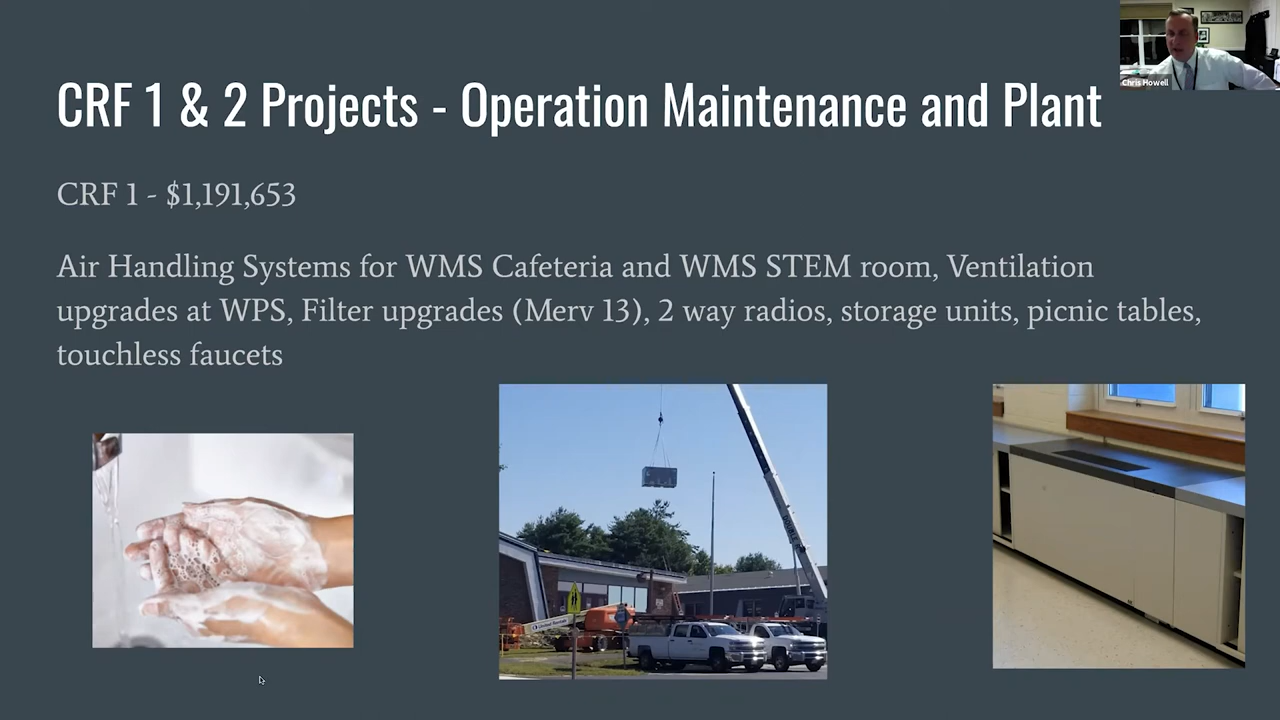 Chris Howell
CRF 1 & 2 Projects - Operation Maintenance and Plant
CRF 1 - $1,191,653
Air Handling Systems for WMS Cafeteria and WMS STEM room, Ventilation
upgrades at WPS, Filter upgrades (Merv 13), 2 way radios, storage units, picnic tables,
touchless faucets